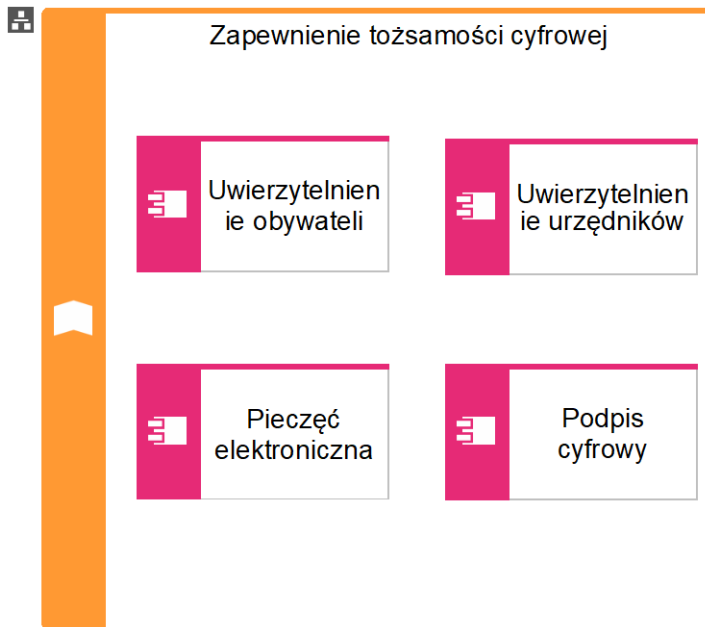 Zapewnienie tożsamości cyfrowej
Uwierzytelnien
ie obywateli
Uwierzytelnien
ie urzędników
Pieczęć
elektroniczna
Podpis
cyfrowy